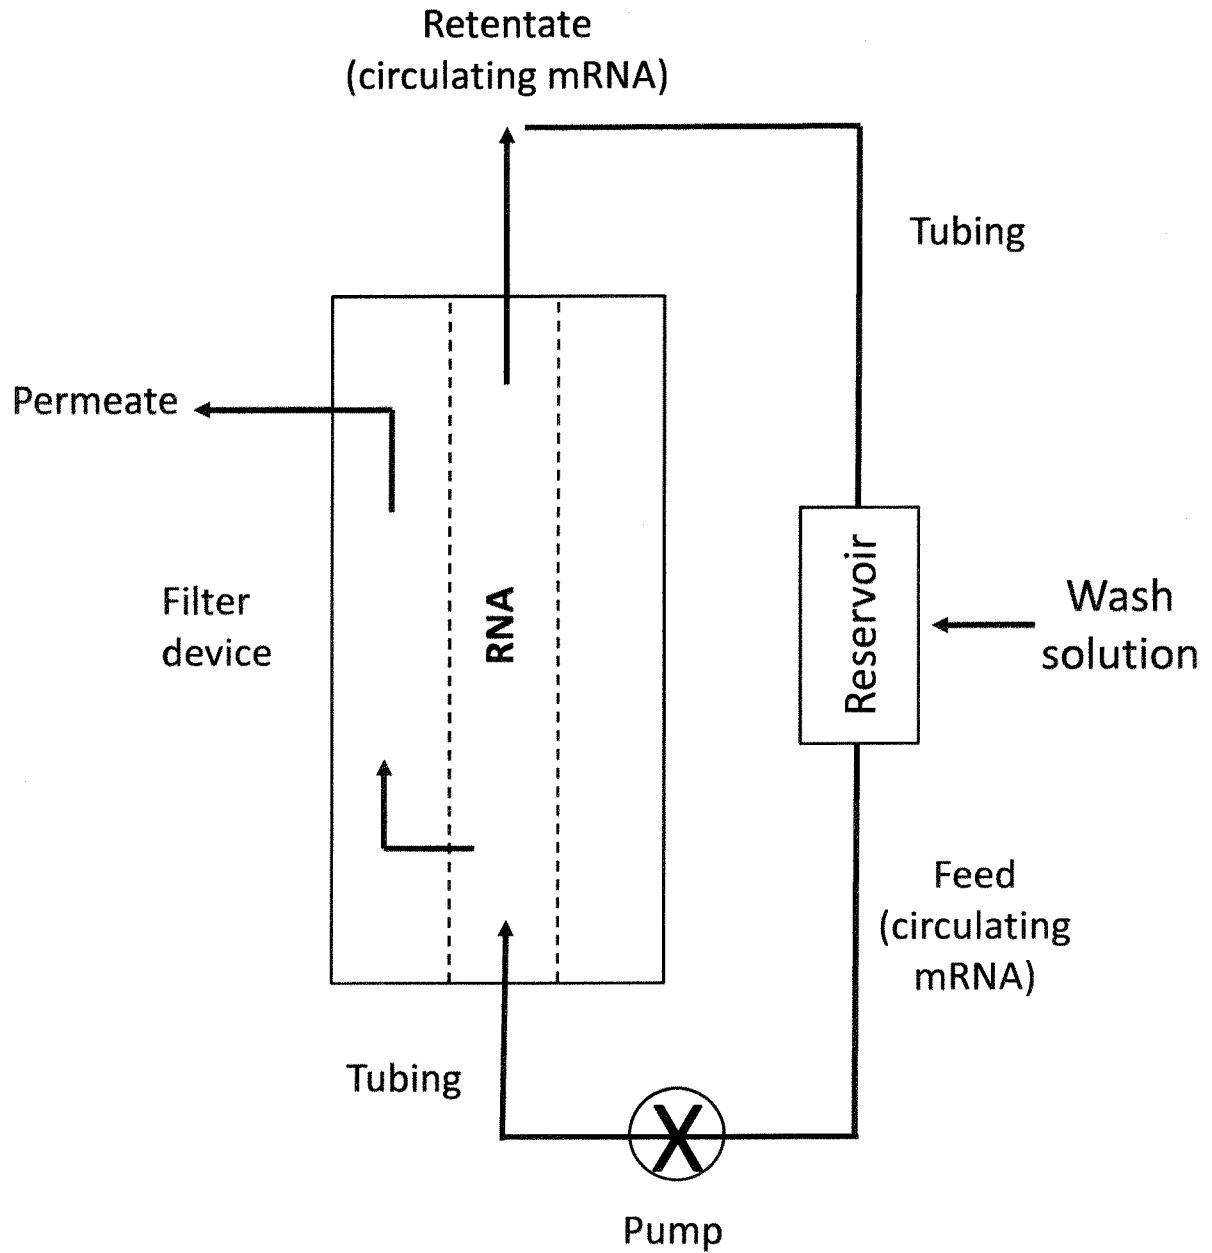 Retentate
(circulating mRNA)
Tubing
Permeate
Filter
device
RNA
Reservoir
Wash
solution
Feed
(circulating
mRNA)
Tubing
X
Pump